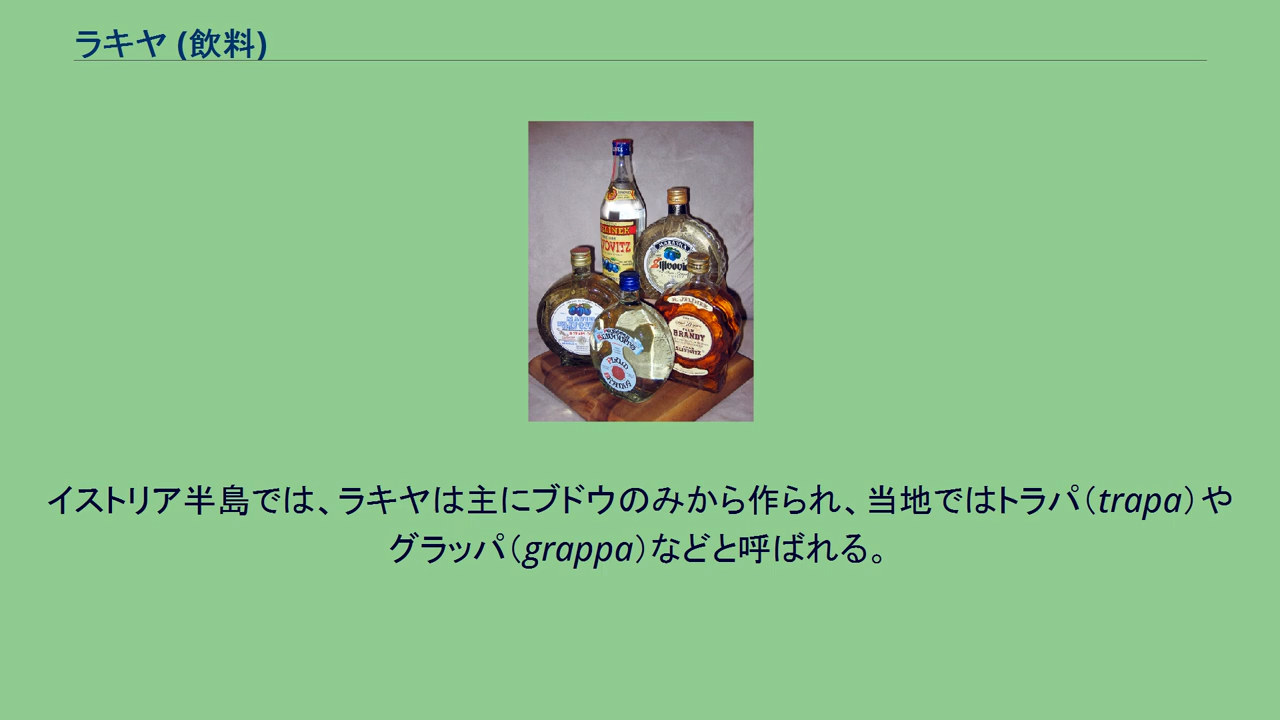 ラキヤ (飲料)
BRANDY
イストリア半島では、ラキヤは主にブドウのみから作られ、当地ではトラパ（trapa）や
グラッパ（grappa）などと呼ばれる。